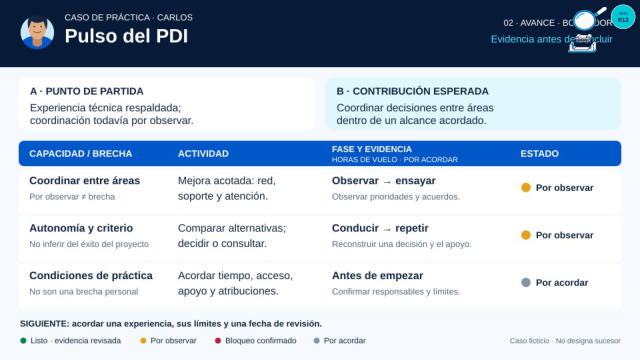 CASO DE PRÁCTICA · CARLOS
Pulso del PDI
02 · AVANCE · BORRADOR
Evidencia antes de concluir
R12
A · PUNTO DE PARTIDA
Experiencia técnica respaldada;
coordinación todavía por observar.
B · CONTRIBUCIÓN ESPERADA
Coordinar decisiones entre áreas
dentro de un alcance acordado.
CAPACIDAD / BRECHA
ACTIVIDAD
FASE Y EVIDENCIA
HORAS DE VUELO · POR ACORDAR
ESTADO
Coordinar entre áreas
Por observar ≠ brecha
Mejora acotada: red,
soporte y atención.
Observar → ensayar
Observar prioridades y acuerdos.
Por observar
Autonomía y criterio
No inferir del éxito del proyecto
Comparar alternativas;
decidir o consultar.
Conducir → repetir
Reconstruir una decisión y el apoyo.
Por observar
Condiciones de práctica
No son una brecha personal
Acordar tiempo, acceso,
apoyo y atribuciones.
Antes de empezar
Confirmar responsables y límites.
Por acordar
SIGUIENTE: acordar una experiencia, sus límites y una fecha de revisión.
Listo · evidencia revisada
Por observar
Bloqueo confirmado
Por acordar
Caso ficticio · No designa sucesor